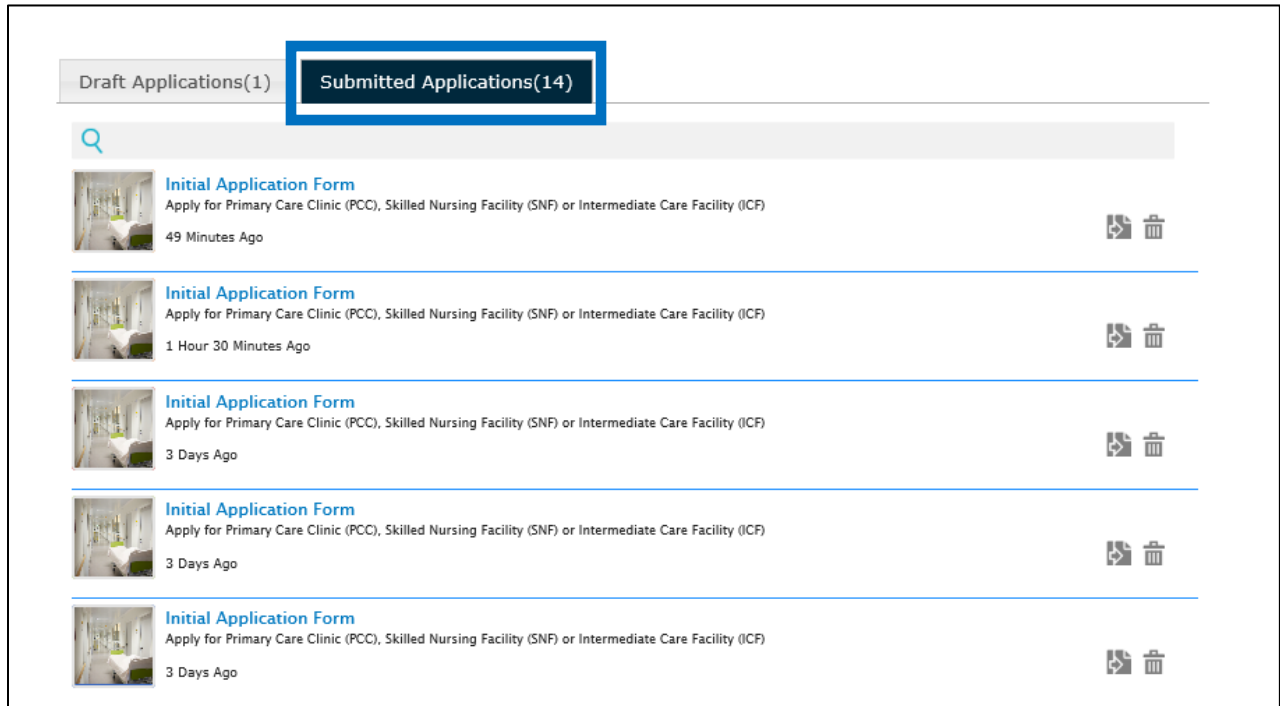 Draft Applications(1)
Submitted Applications(14)
Initial Application Form
Apply for Primary Care Clinic (PCC), Skilled Nursing Facility (SNF) or Intermediate Care Facility (ICF)
49 Minutes Ago
Initial Application Form
Apply for Primary Care Clinic (PCC), Skilled Nursing Facility (SNF) or Intermediate Care Facility (ICF)
1 Hour 30 Minutes Ago
Initial Application Form
Apply for Primary Care Clinic (PCC), Skilled Nursing Facility (SNF) or Intermediate Care Facility (ICF)
3 Days Ago
Initial Application Form
Apply for Primary Care Clinic (PCC), Skilled Nursing Facility (SNF) or Intermediate Care Facility (ICF)
3 Days Ago
Initial Application Form
Apply for Primary Care Clinic (PCC), Skilled Nursing Facility (SNF) or Intermediate Care Facility (ICF)
3 Days Ago